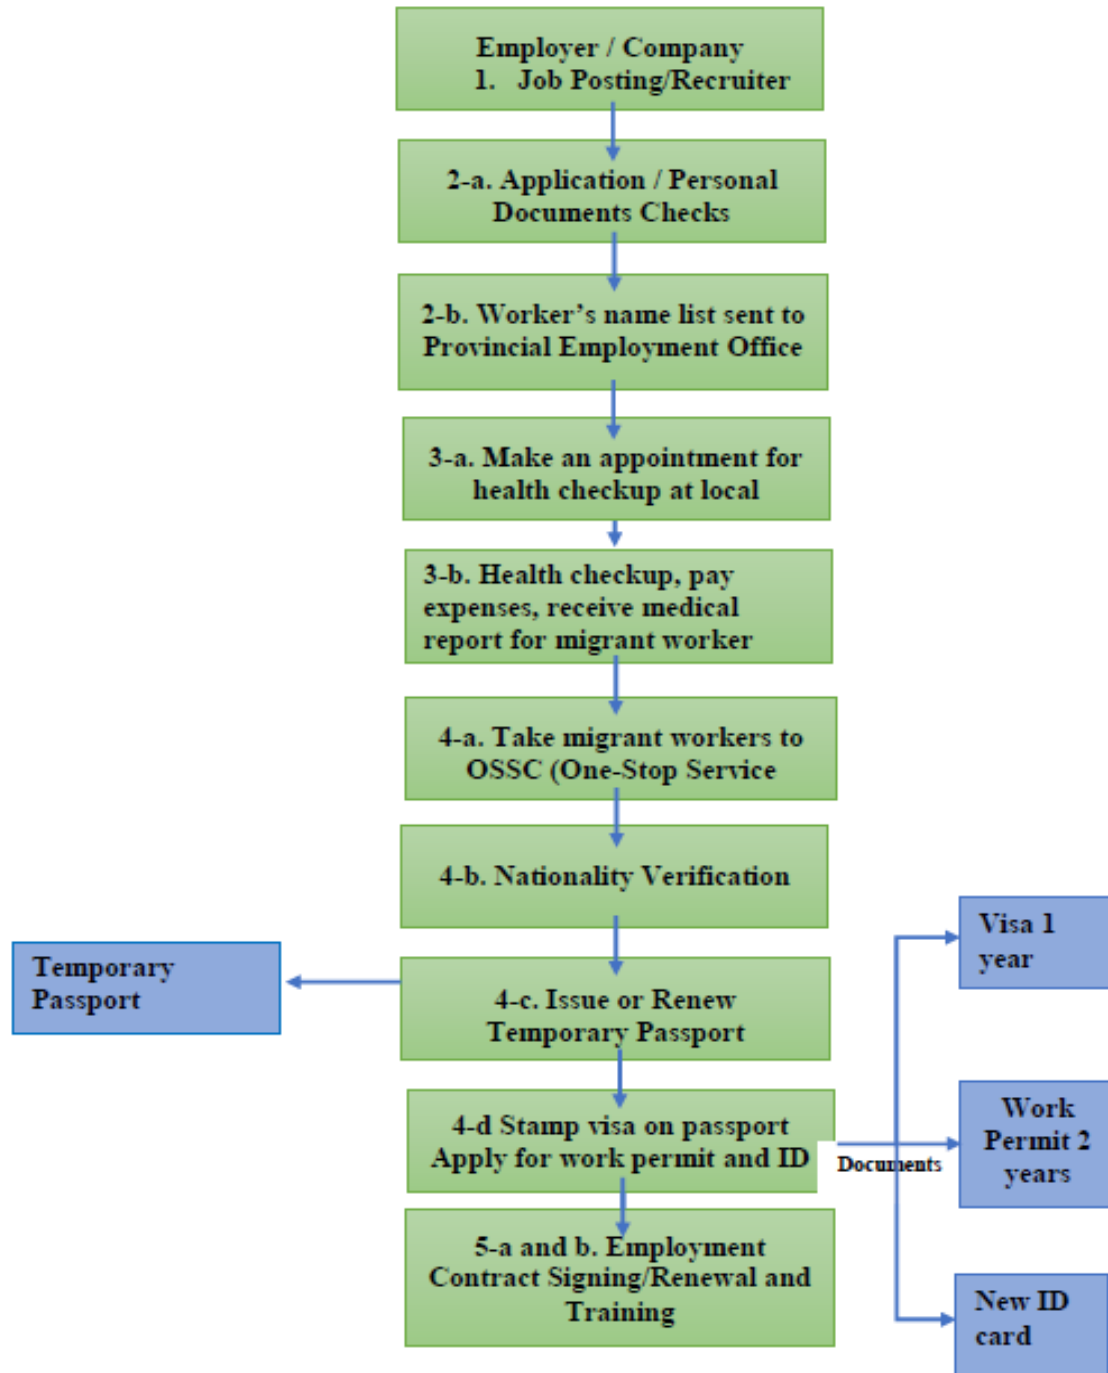 Employer / Company
1. Job Posting/Recruiter
2-a. Application / Personal
Documents Checks
2-b. Worker’s name list sent to
Provincial Employment Office
3-a. Make an appointment for
health checkup at local
3-b. Health checkup, pay
expenses, receive medical
report for migrant worker
4-a. Take migrant workers to
OSSC (One-Stop Service
4-b. Nationality Verification
Temporary
Passport
4-c. Issue or Renew
Temporary Passport
4-d Stamp visa on passport
Apply for work permit and ID
Documents
Visa 1
year
Work
Permit 2
years
New ID
card
5-a and b. Employment
Contract Signing/Renewal and
Training